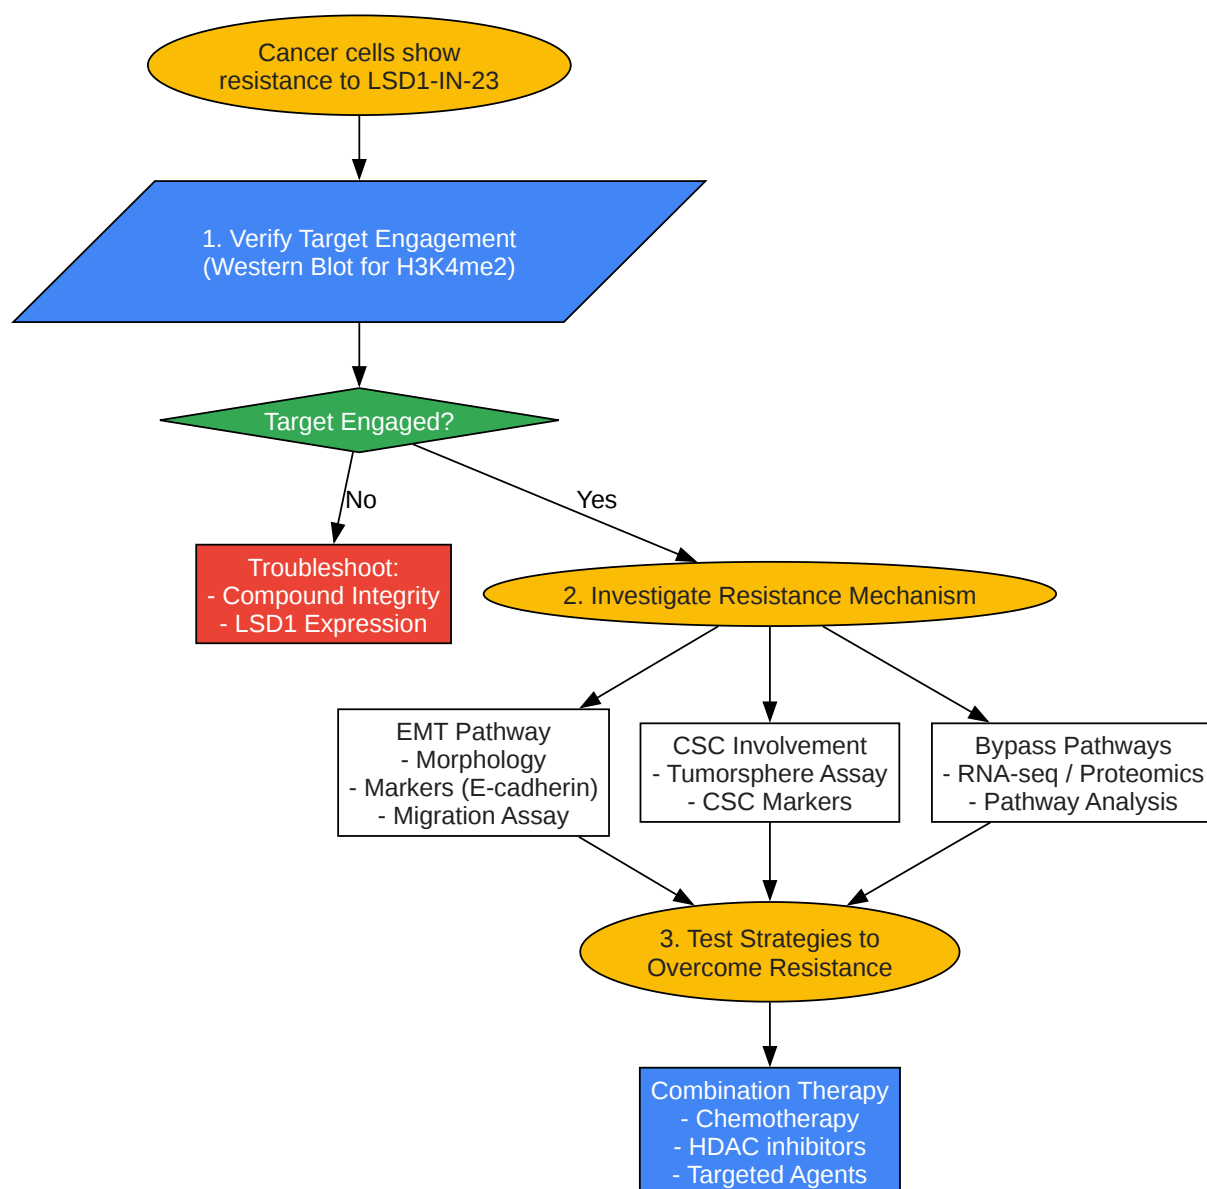 Cancer cells show
resistance to LSD1-IN-23
1. Verify Target Engagement
(Western Blot for H3K4me2)
Target Engaged?
No
Yes
Troubleshoot:
- Compound Integrity
- LSD1 Expression
2. Investigate Resistance Mechanism
EMT Pathway
- Morphology
- Markers (E-cadherin)
- Migration Assay
CSC Involvement
- Tumorsphere Assay
- CSC Markers
Bypass Pathways
- RNA-seq / Proteomics
- Pathway Analysis
3. Test Strategies to
Overcome Resistance
Combination Therapy
- Chemotherapy
- HDAC inhibitors
- Targeted Agents